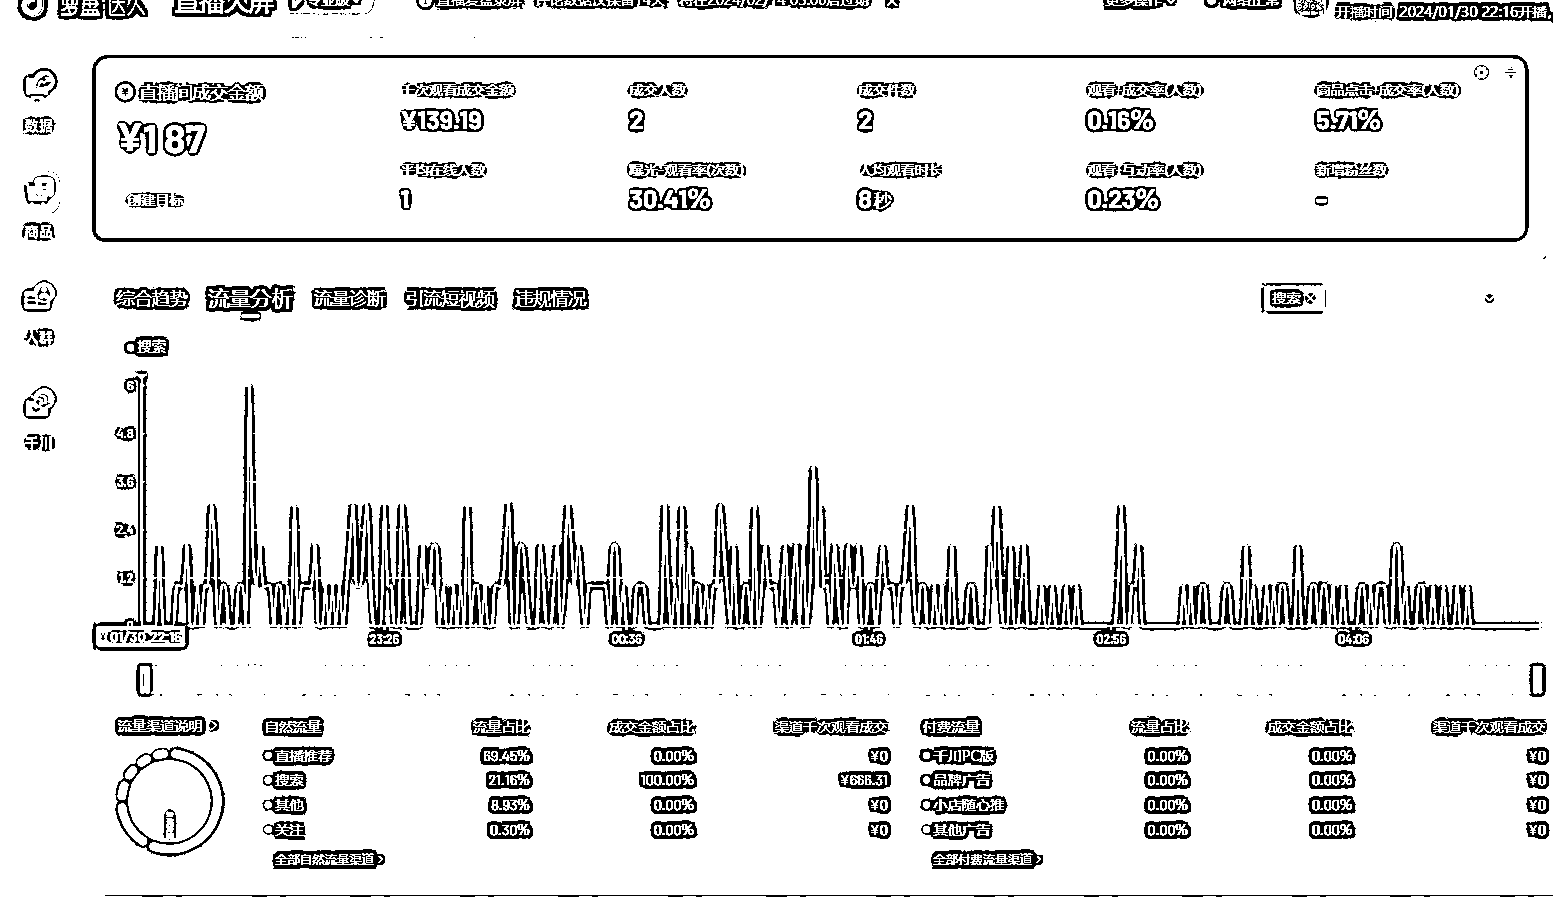 罗盘 达人 直播大屏
开播时间 2024/01/30 22:16开播
直播间成交金额
¥187
创建目标
千次观看成交金额 成交人数 成交件数 观看-成交率(人数) 商品点击-成交率(人数)
¥139.19 2 2 0.16% 5.71%
平均在线人数 曝光-观看率(次数) 人均观看时长 观看-互动率(人数) 新增粉丝数
1 30.41% 8秒 0.23% -
数据
商品
人群
千川
综合趋势 流量分析 流量诊断 引流短视频 违规情况
搜索
搜索
6
4.8
3.6
2.4
1.2
0
01/30 22:16 23:26 00:36 01:46 02:56 04:06
流量渠道说明 自然流量 流量占比 成交金额占比 渠道千次观看成交 付费流量 流量占比 成交金额占比 渠道千次观看成交
直播推荐 69.45% 0.00% ¥0 千川PC版 0.00% 0.00% ¥0
搜索 21.16% 100.00% ¥666.31 品牌广告 0.00% 0.00% ¥0
其他 8.93% 0.00% ¥0 小店随心推 0.00% 0.00% ¥0
关注 0.30% 0.00% ¥0 其他广告 0.00% 0.00% ¥0
全部自然流量渠道 > 全部付费流量渠道 >